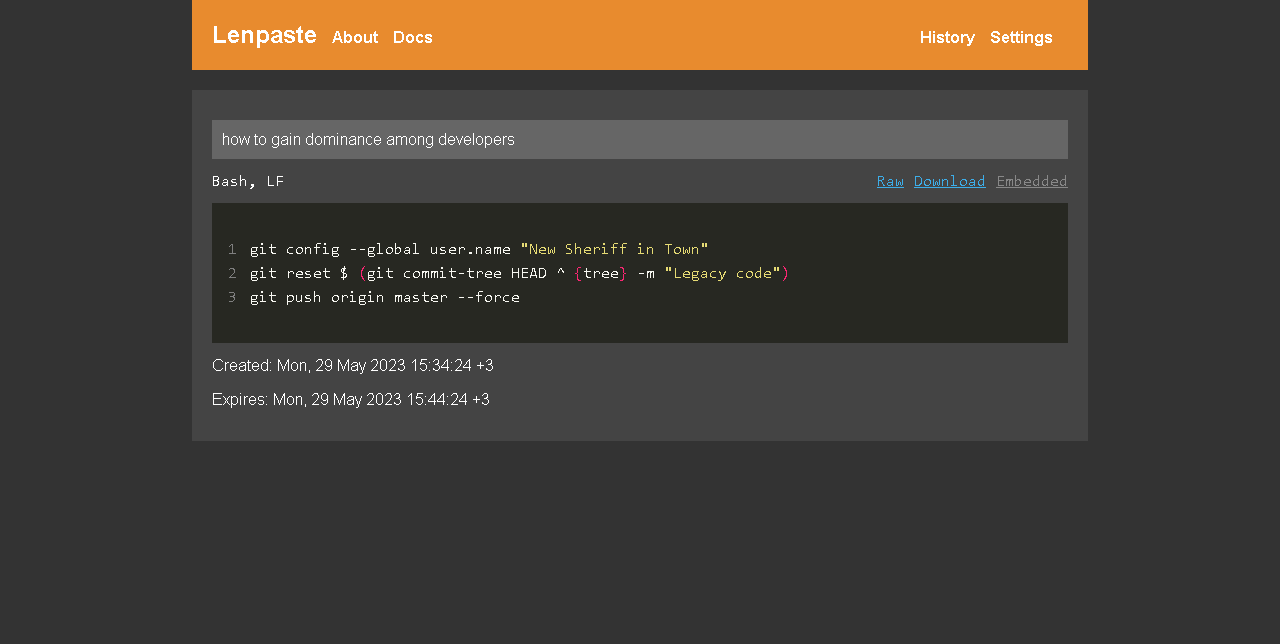 Lenpaste About Docs History Settings
how to gain dominance among developers
Bash, LF Raw Download Embedded
1 git config --global user.name "New Sheriff in Town"
2 git reset $ (git commit-tree HEAD ^ {tree} -m "Legacy code")
3 git push origin master --force
Created: Mon, 29 May 2023 15:34:24 +3
Expires: Mon, 29 May 2023 15:44:24 +3